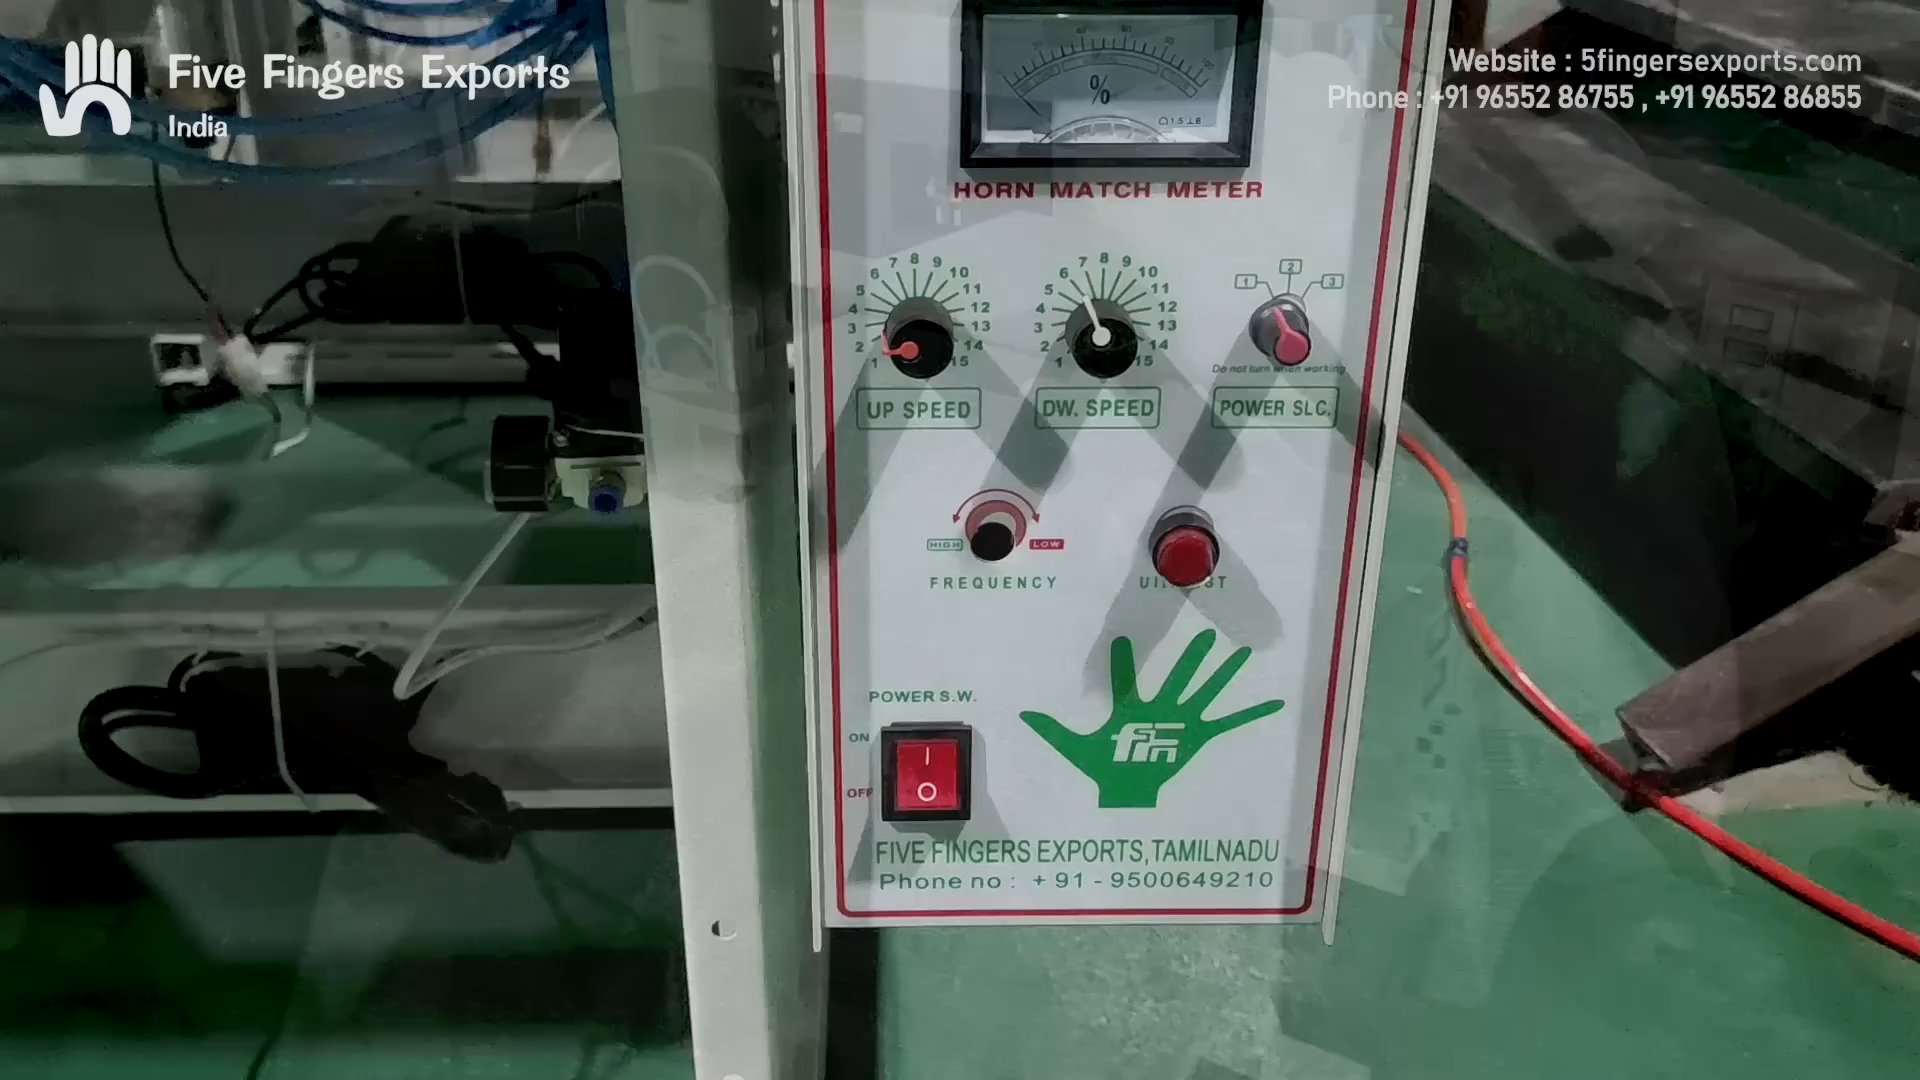 Five Fingers Exports
India
Website : 5fingersexports.com
Phone : +91 96552 86755 , +91 96552 86855
%
1.5 ⊥ B
HORN MATCH METER
1 2 3 4 5 6 7 8 9 10 11 12 13 14 15
1 2 3 4 5 6 7 8 9 10 11 12 13 14 15
1 2 3
Do not turn when working
UP SPEED
DW. SPEED
POWER SLC.
HIGH
LOW
FREQUENCY
POWER S.W.
ON
OFF
I
O
FIVE FINGERS EXPORTS, TAMILNADU
Phone no : + 91 - 9500649210